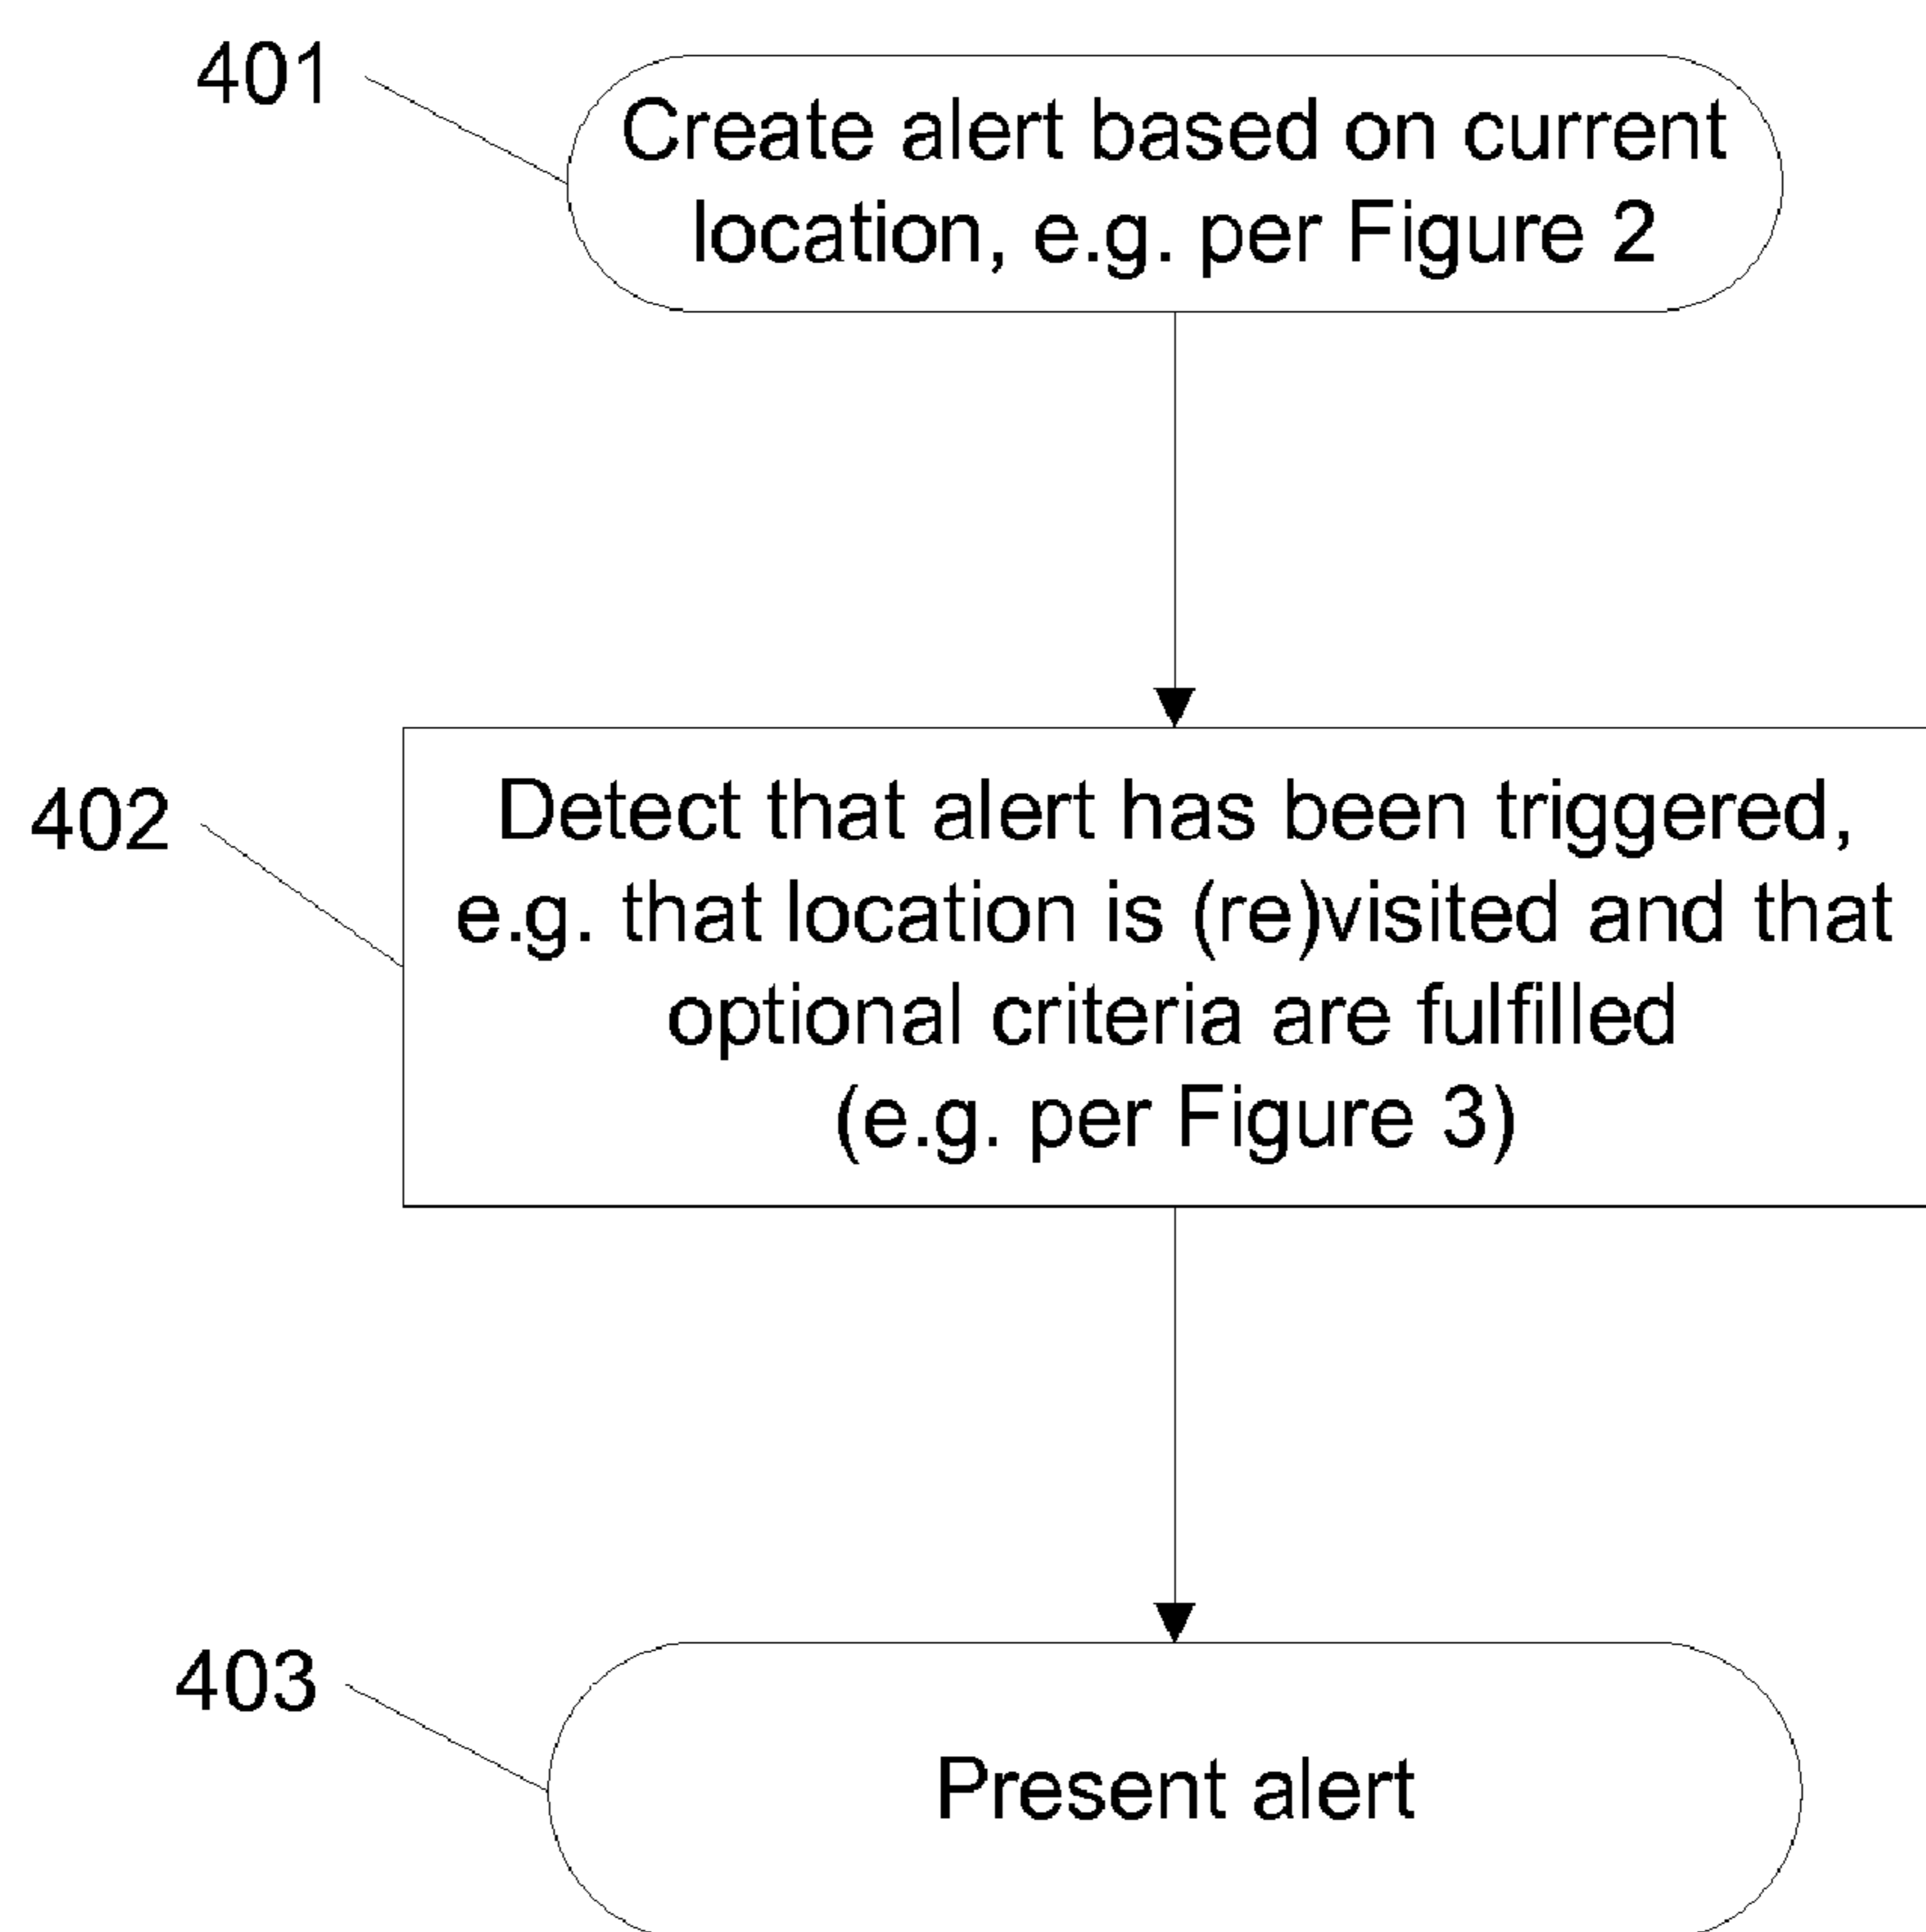 401
Create alert based on current
location, e.g. per Figure 2
402
Detect that alert has been triggered,
e.g. that location is (re)visited and that
optional criteria are fulfilled
(e.g. per Figure 3)
403
Present alert